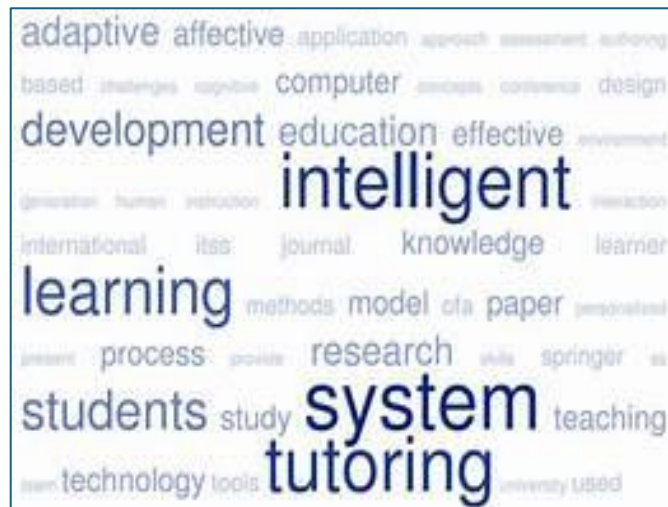 adaptive affective application approach assessment authoring
based challenges cognitive computer concepts conference design
development education effective environment
generation human instruction intelligent interaction
international itss journal knowledge learner
learning methods model ofa paper personalized
present process provide research skills springer
students study system teaching
technology tools tutoring university used